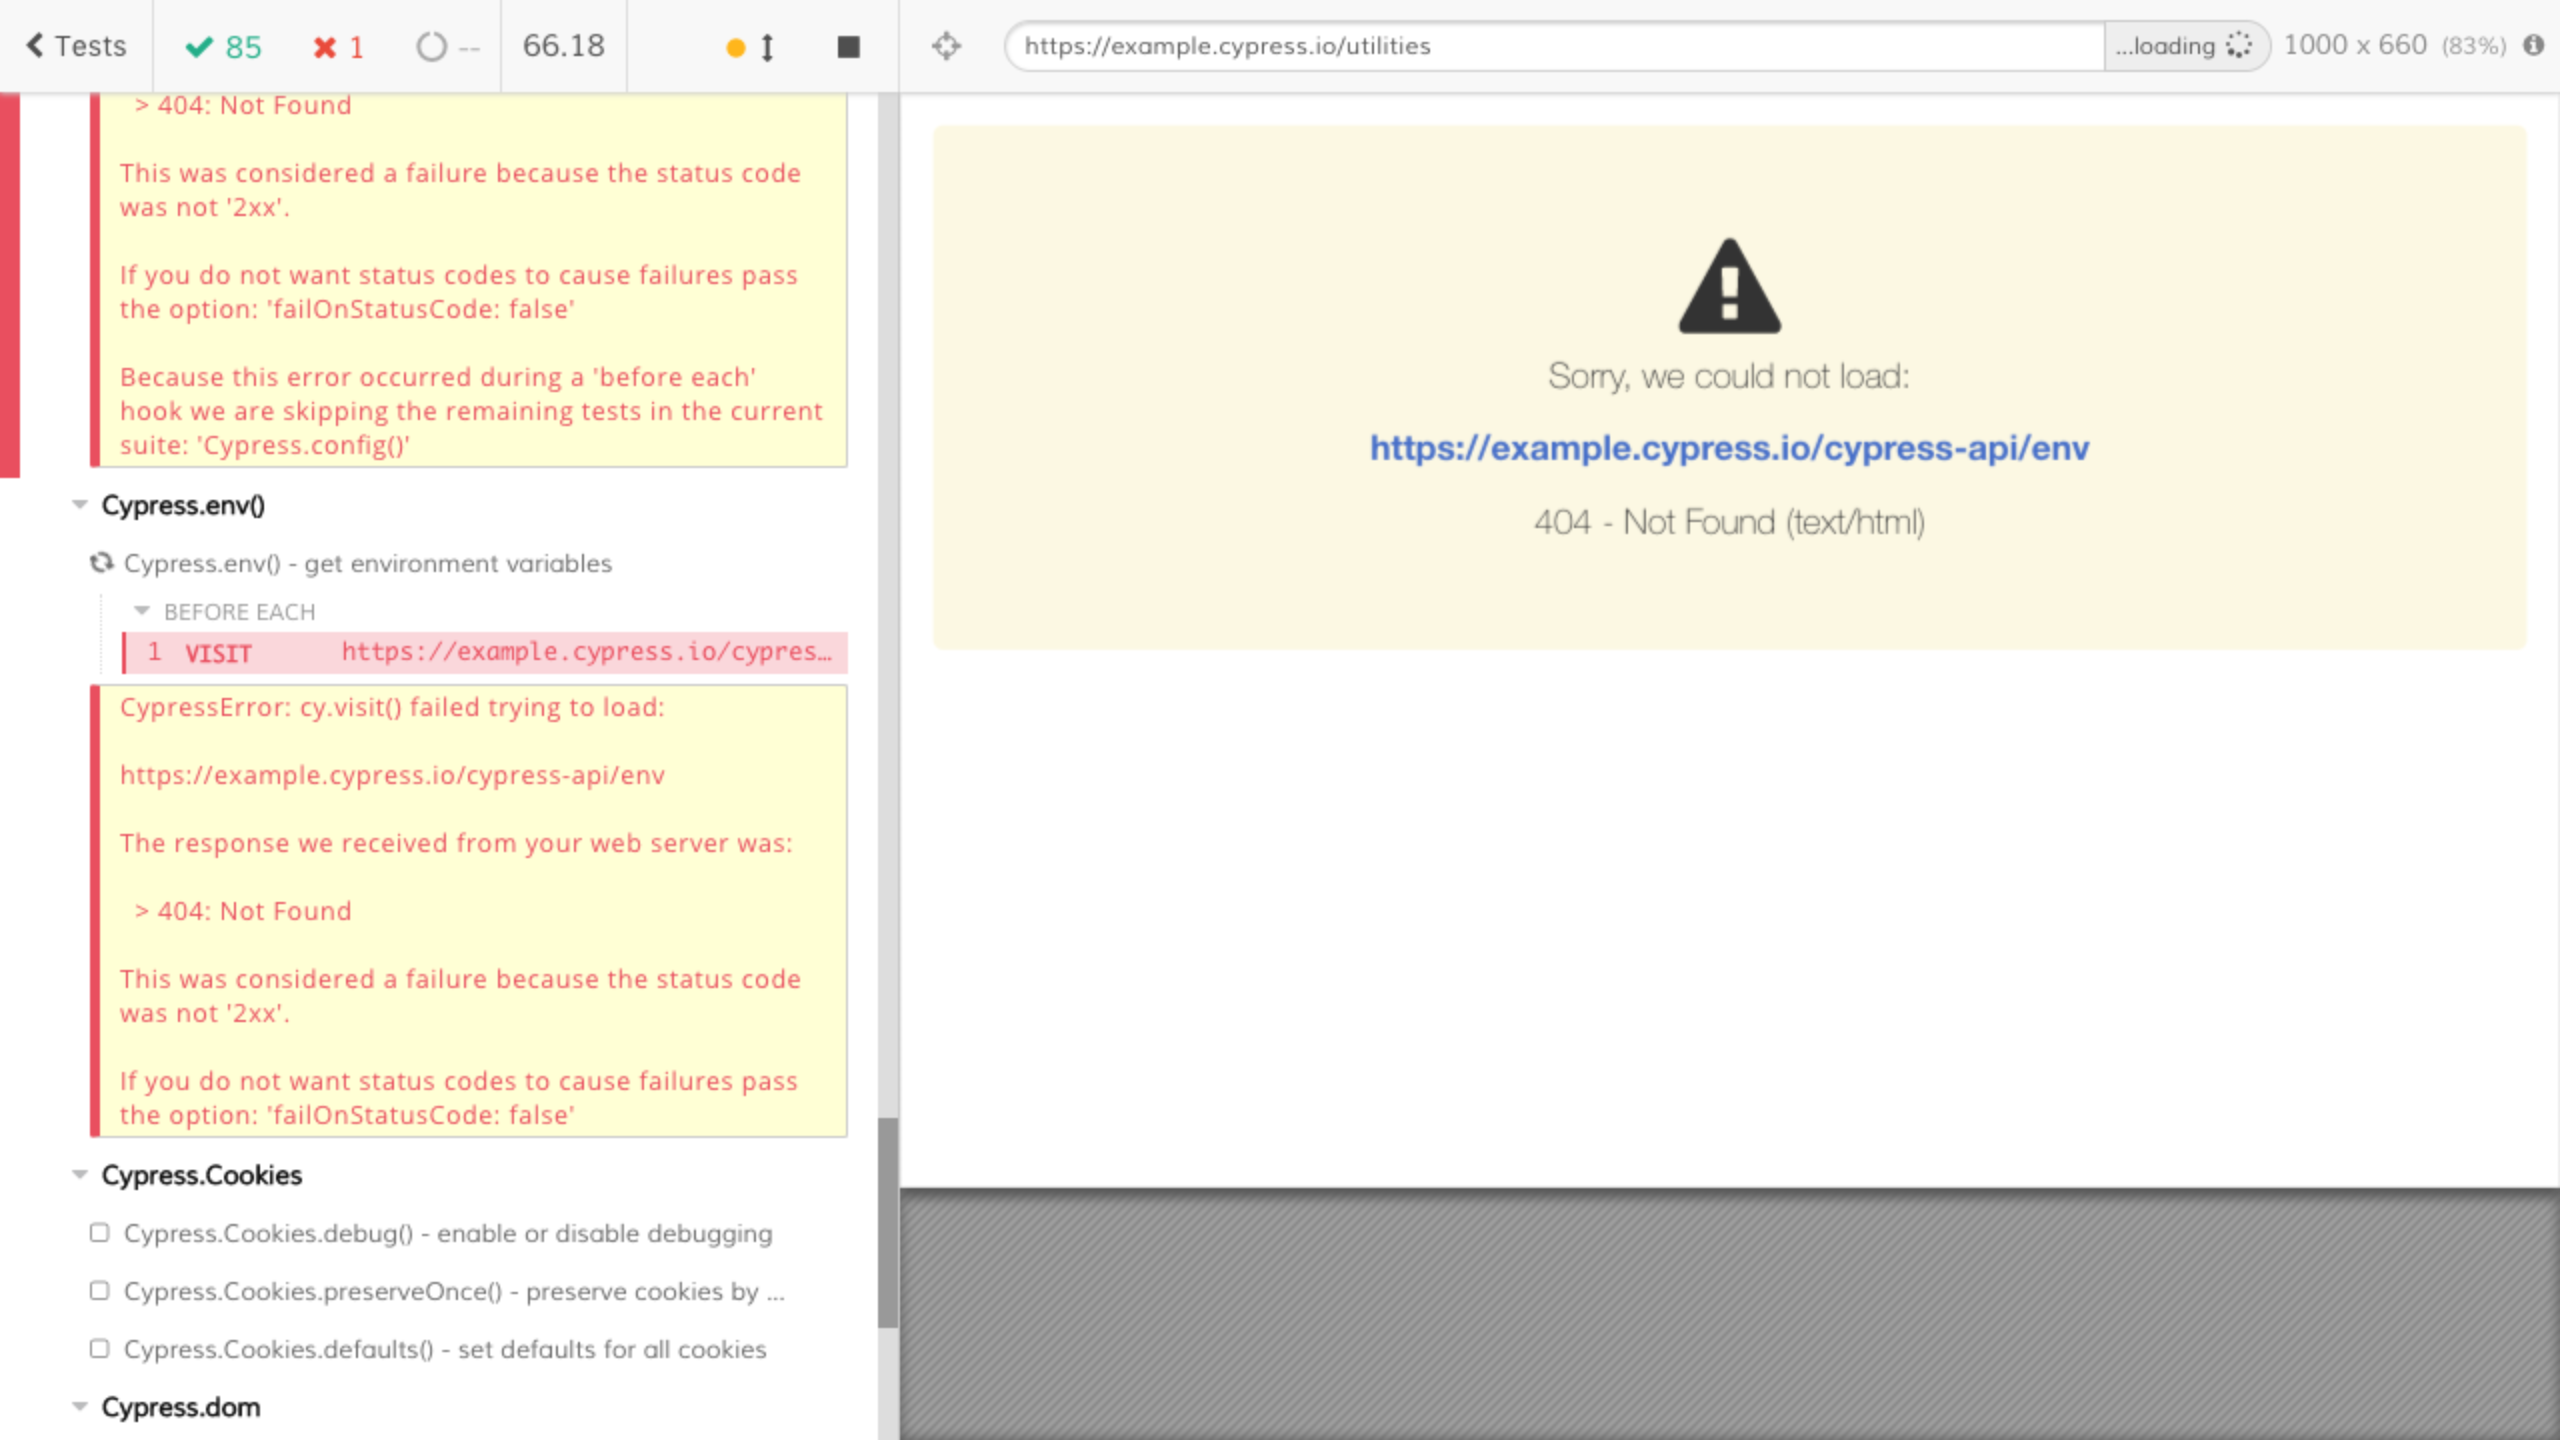 Tests
85
1
--
66.18
https://example.cypress.io/utilities
...loading
1000 x 660 (83%)
> 404: Not Found
This was considered a failure because the status code
was not '2xx'.
If you do not want status codes to cause failures pass
the option: 'failOnStatusCode: false'
Because this error occurred during a 'before each'
hook we are skipping the remaining tests in the current
suite: 'Cypress.config()'
Cypress.env()
Cypress.env() - get environment variables
BEFORE EACH
1 VISIT https://example.cypress.io/cypres...
CypressError: cy.visit() failed trying to load:
https://example.cypress.io/cypress-api/env
The response we received from your web server was:
> 404: Not Found
This was considered a failure because the status code
was not '2xx'.
If you do not want status codes to cause failures pass
the option: 'failOnStatusCode: false'
Cypress.Cookies
Cypress.Cookies.debug() - enable or disable debugging
Cypress.Cookies.preserveOnce() - preserve cookies by ...
Cypress.Cookies.defaults() - set defaults for all cookies
Cypress.dom
Sorry, we could not load:
https://example.cypress.io/cypress-api/env
404 - Not Found (text/html)